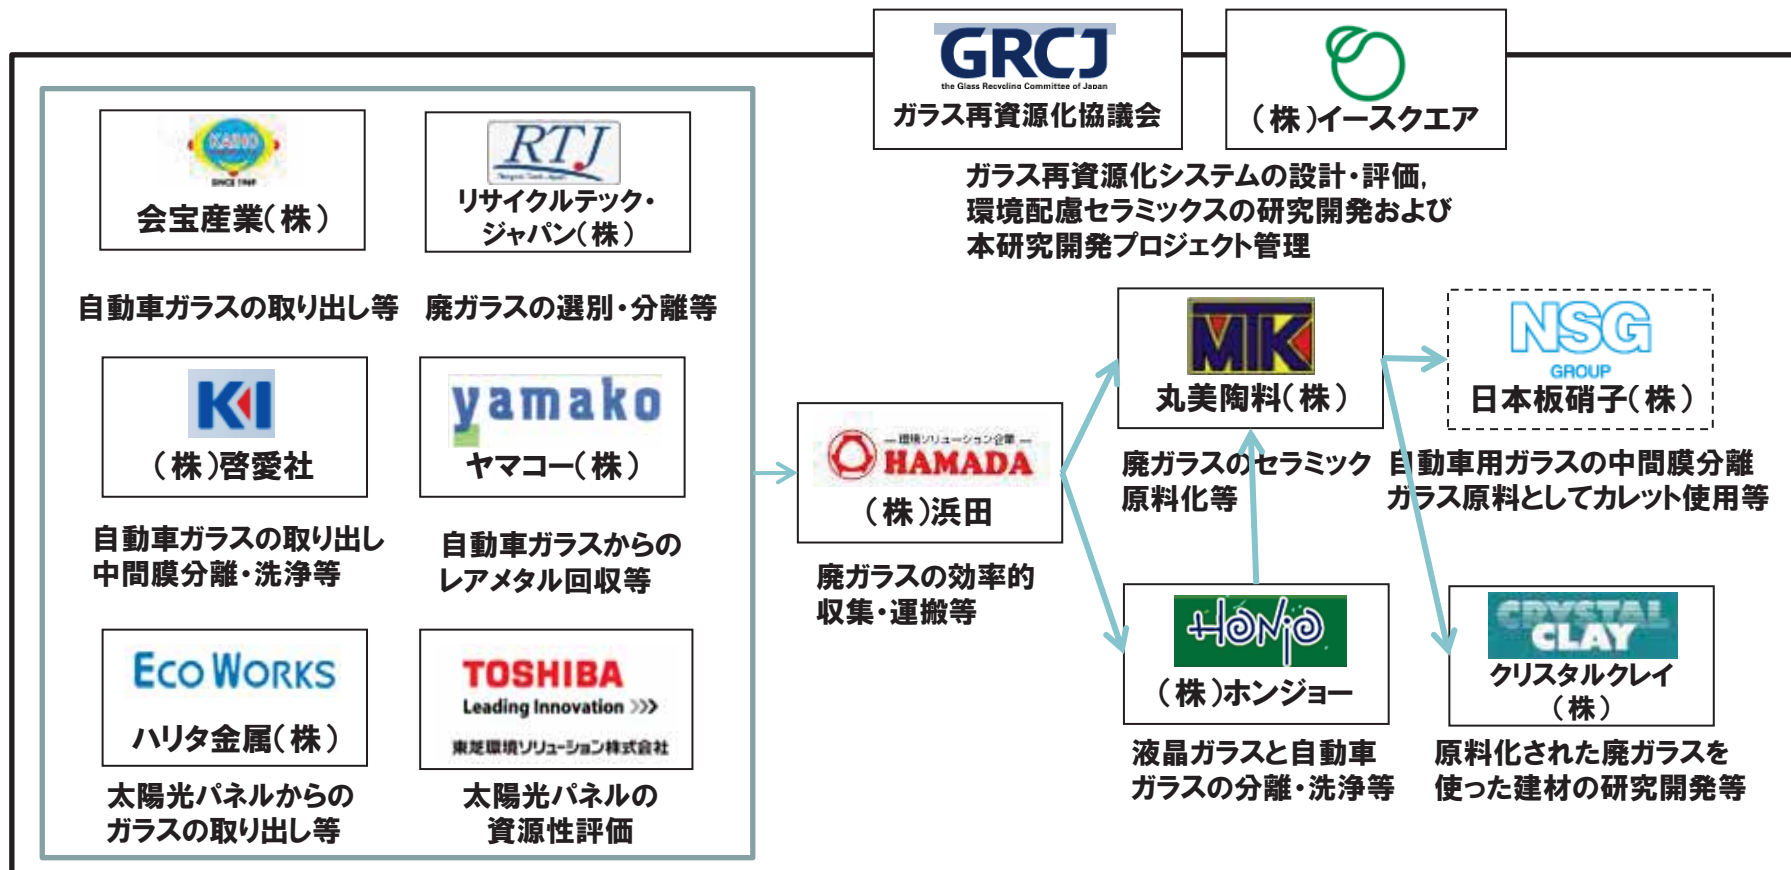 GRCJ
the Glass Recycling Committee of Japan
ガラス再資源化協議会
(株)イースクエア
ガラス再資源化システムの設計・評価,
環境配慮セラミックスの研究開発および
本研究開発プロジェクト管理
KAIHO
SINCE 1969
会宝産業(株)
自動車ガラスの取り出し等
RTJ
リサイクルテック・
ジャパン(株)
廃ガラスの選別・分離等
KI
(株)啓愛社
自動車ガラスの取り出し
中間膜分離・洗浄等
yamako
ヤマコー(株)
自動車ガラスからの
レアメタル回収等
ECO WORKS
ハリタ金属(株)
太陽光パネルからの
ガラスの取り出し等
TOSHIBA
Leading Innovation >>>
東芝環境ソリューション株式会社
太陽光パネルの
資源性評価
― 環境ソリューション企業 ―
HAMADA
(株)浜田
廃ガラスの効率的
収集・運搬等
MTK
丸美陶料(株)
廃ガラスのセラミック
原料化等
NSG
GROUP
日本板硝子(株)
自動車用ガラスの中間膜分離
ガラス原料としてカレット使用等
HONJO
(株)ホンジョー
液晶ガラスと自動車
ガラスの分離・洗浄等
CRYSTAL
CLAY
クリスタルクレイ
(株)
原料化された廃ガラスを
使った建材の研究開発等